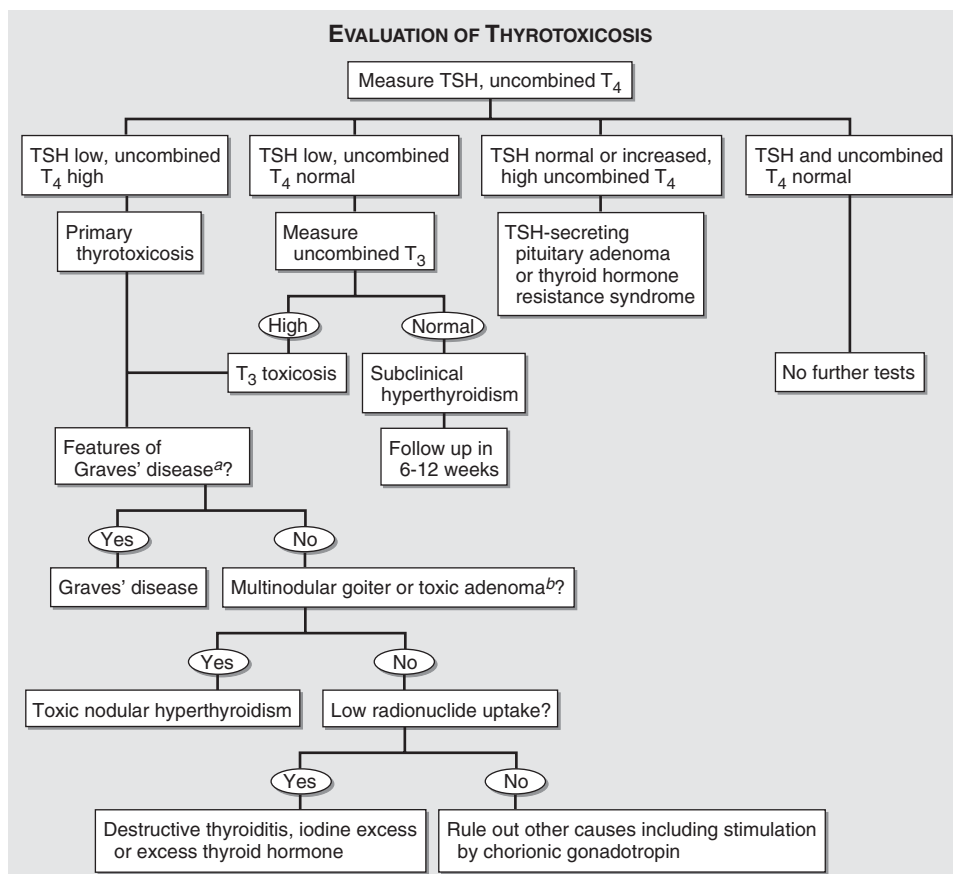 EVALUATION OF THYROTOXICOSIS
Measure TSH, uncombined T4
TSH low, uncombined
T4 high
TSH low, uncombined
T4 normal
TSH normal or increased,
high uncombined T4
TSH and uncombined
T4 normal
Primary
thyrotoxicosis
Measure
uncombined T3
TSH-secreting
pituitary adenoma
or thyroid hormone
resistance syndrome
High
Normal
T3 toxicosis
Subclinical
hyperthyroidism
No further tests
Features of
Graves' diseasea?
Follow up in
6-12 weeks
Yes
No
Graves' disease
Multinodular goiter or toxic adenomab?
Yes
No
Toxic nodular hyperthyroidism
Low radionuclide uptake?
Yes
No
Destructive thyroiditis, iodine excess
or excess thyroid hormone
Rule out other causes including stimulation
by chorionic gonadotropin